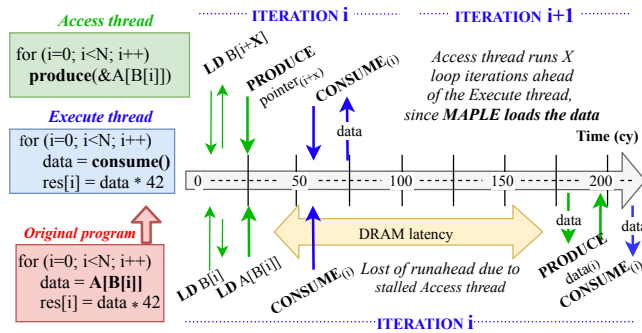 Access thread
for (i=0; i<N; i++)
produce(&A[B[i]])
Execute thread
for (i=0; i<N; i++)
data = consume()
res[i] = data * 42
Original program
for (i=0; i<N; i++)
data = A[B[i]]
res[i] = data * 42
ITERATION i
ITERATION i+1
LD B[i+X]
PRODUCE
pointer(i+x)
CONSUME(i)
data
Access thread runs X
loop iterations ahead
of the Execute thread,
since MAPLE loads the data
Time (cy)
0
50
100
150
200
LD B[i]
LD A[B[i]]
CONSUME(i)
DRAM latency
Lost of runahead due to
stalled Access thread
data
PRODUCE
data(i)
data
CONSUME(i)
ITERATION i